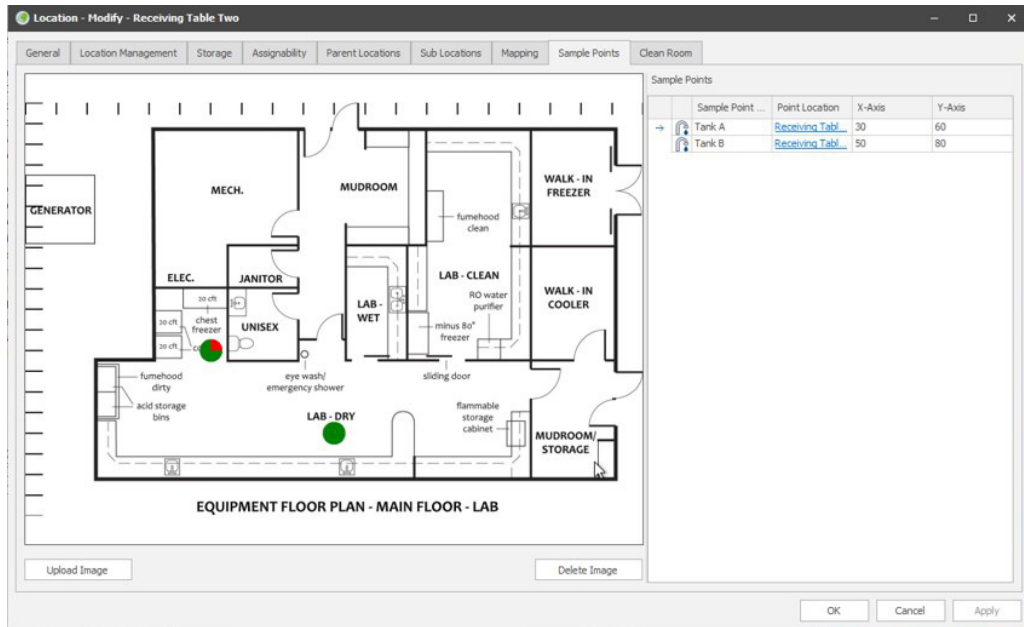 Location - Modify - Receiving Table Two
General Location Management Storage Assignability Parent Locations Sub Locations Mapping Sample Points Clean Room
Sample Points
Sample Point ... Point Location X-Axis Y-Axis
Tank A Receiving Tabl... 30 60
Tank B Receiving Tabl... 50 80
GENERATOR
MECH.
MUDROOM
WALK - IN
FREEZER
fumehood
clean
ELEC.
JANITOR
LAB - CLEAN
20 cft
20 cft
20 cft
chest
freezer
UNISEX
LAB -
WET
RO water
purifier
WALK - IN
COOLER
minus 80°
freezer
fumehood
dirty
acid storage
bins
eye wash/
emergency shower
sliding door
LAB - DRY
flammable
storage
cabinet
MUDROOM/
STORAGE
EQUIPMENT FLOOR PLAN - MAIN FLOOR - LAB
Upload Image
Delete Image
OK Cancel Apply